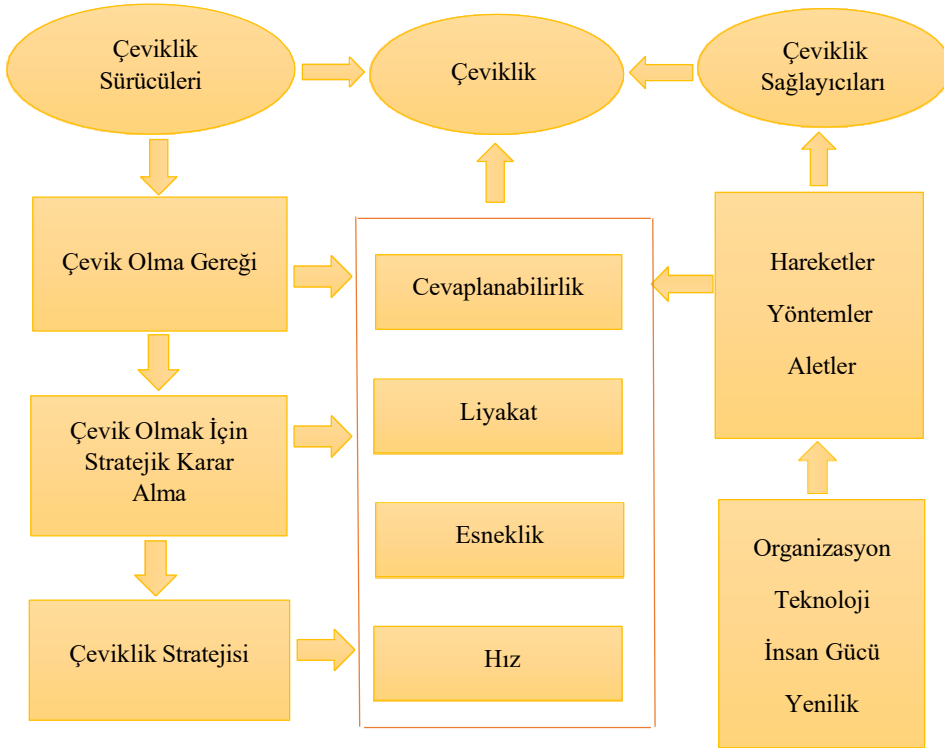 Çeviklik
Sürücüleri
Çeviklik
Çeviklik
Sağlayıcıları
Çevik Olma Gereği
Cevaplanabilirlik
Hareketler
Yöntemler
Aletler
Çevik Olmak İçin
Stratejik Karar
Alma
Liyakat
Esneklik
Organizasyon
Teknoloji
İnsan Gücü
Yenilik
Çeviklik Stratejisi
Hız